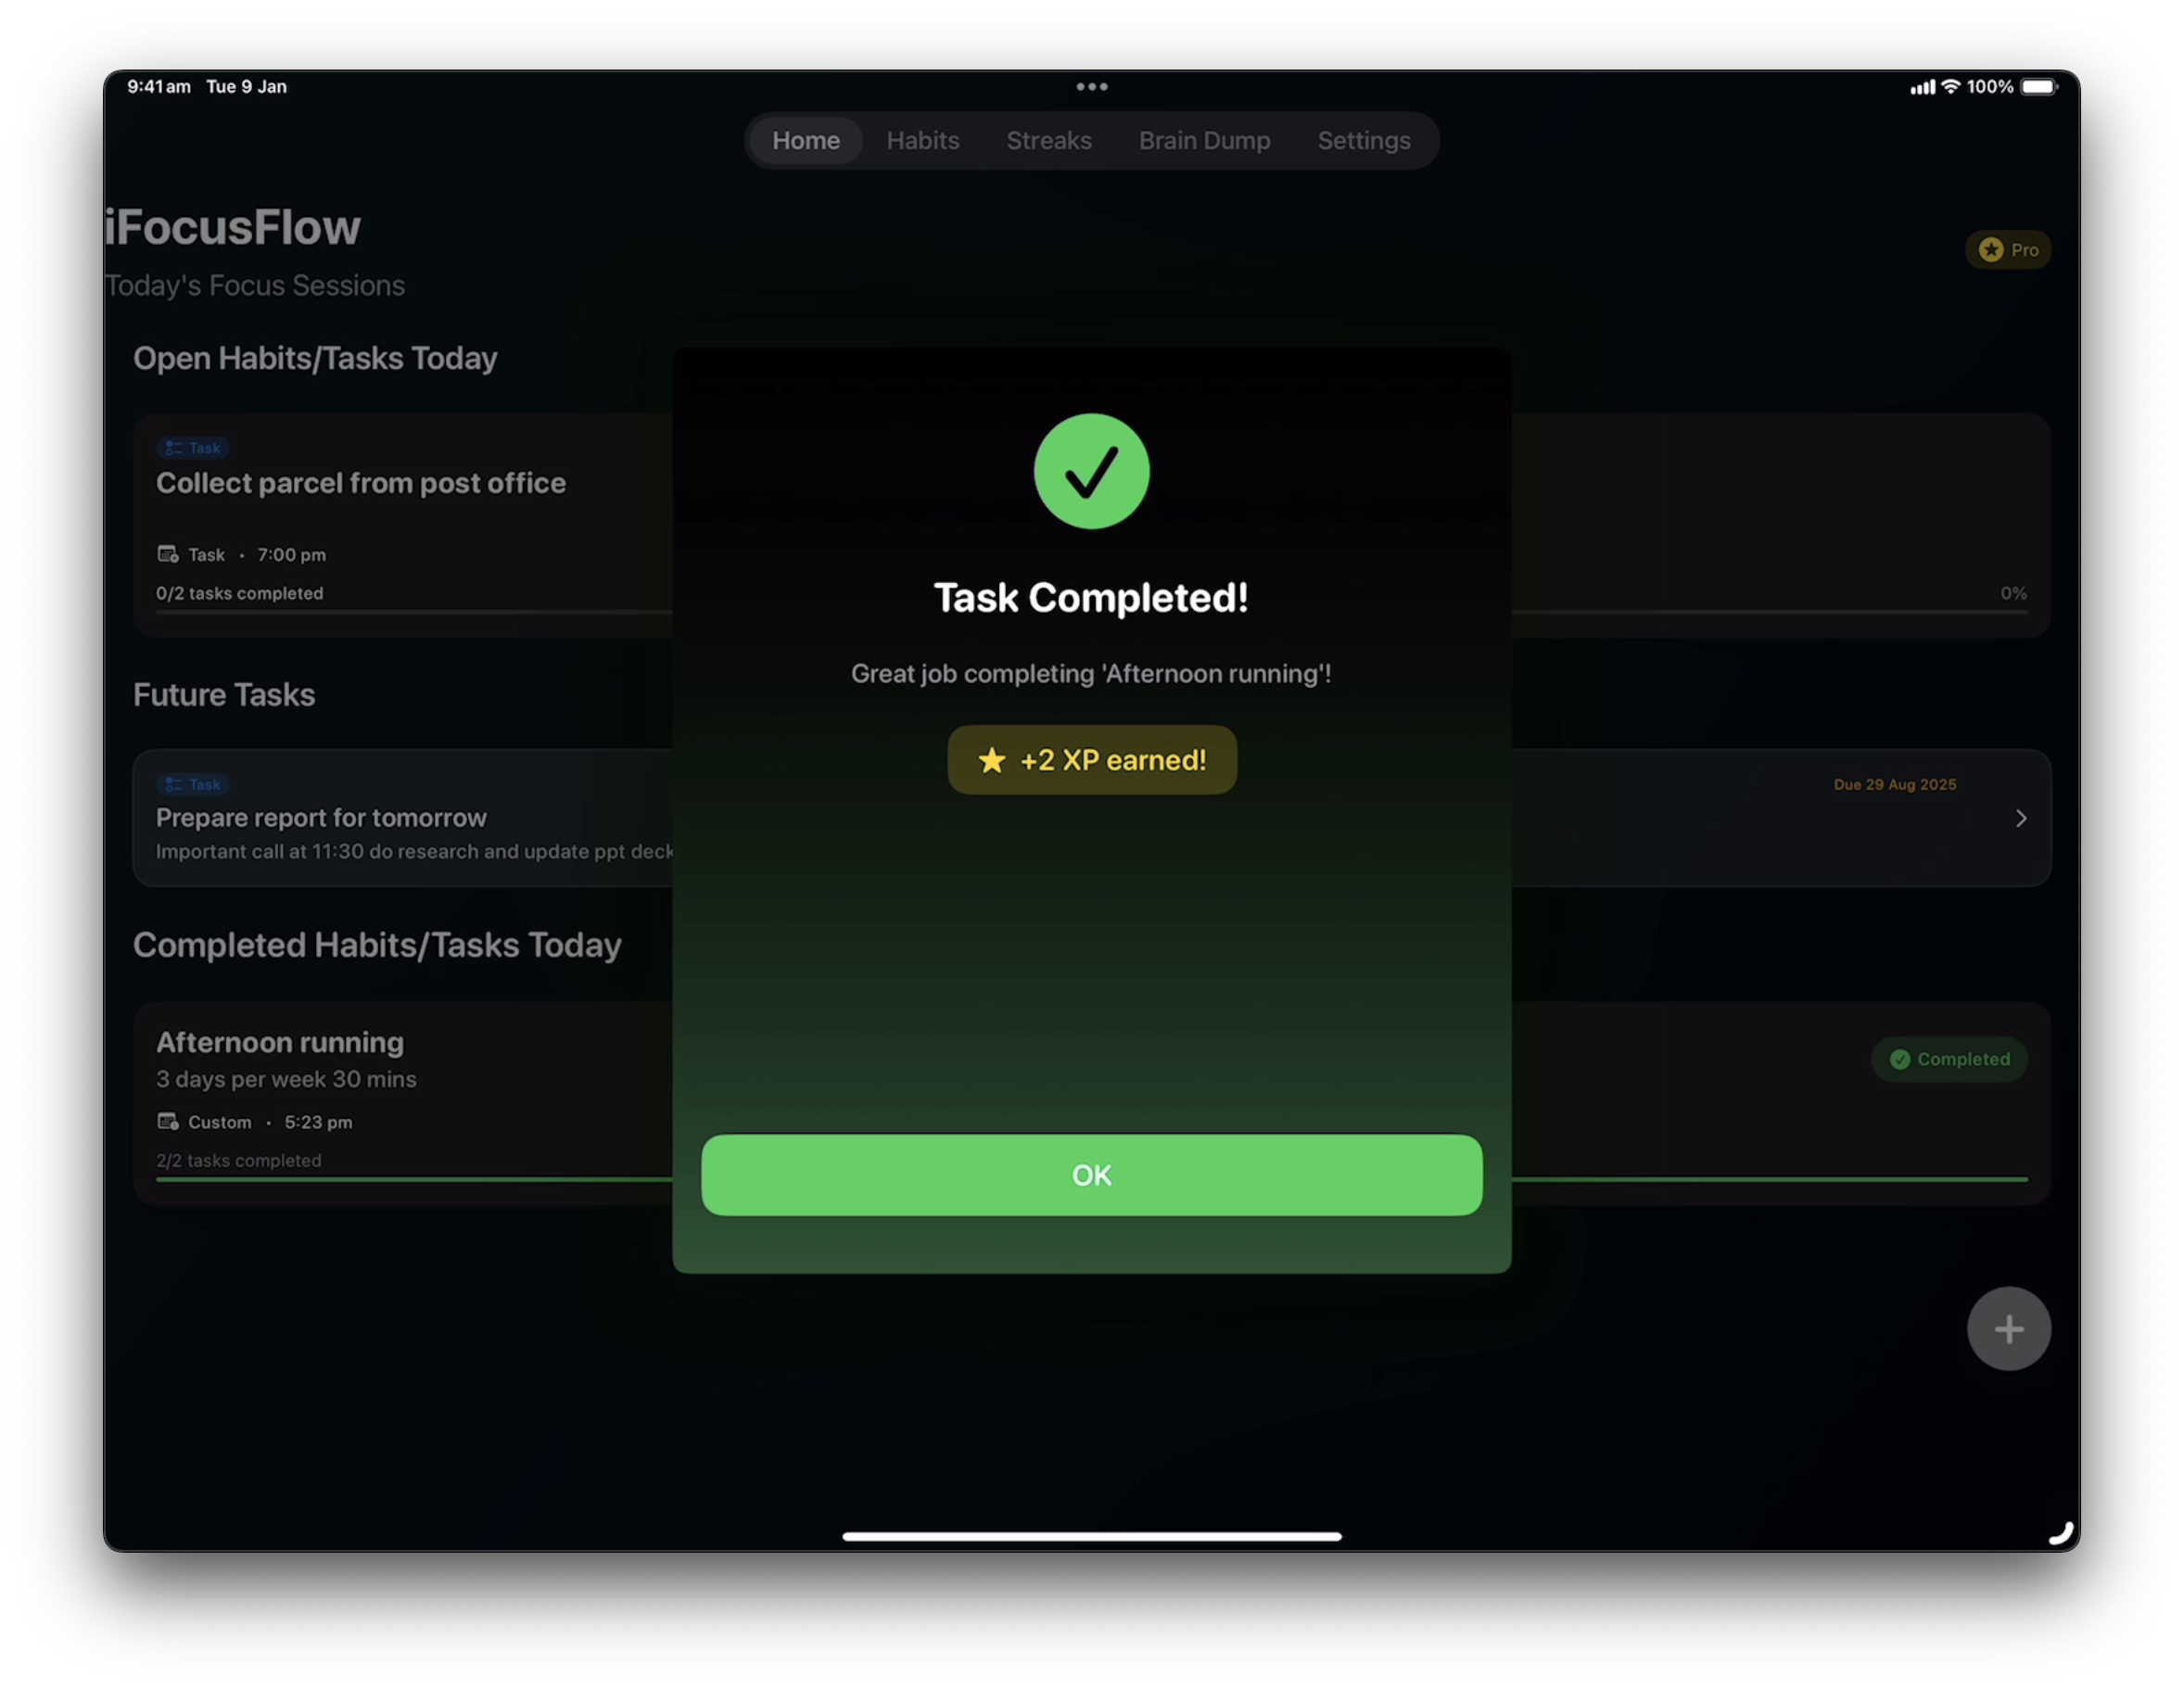 9:41 am Tue 9 Jan
100%
Home Habits Streaks Brain Dump Settings
iFocusFlow
Today's Focus Sessions
Pro
Open Habits/Tasks Today
Task
Collect parcel from post office
Task • 7:00 pm
0/2 tasks completed
0%
Future Tasks
Task
Due 29 Aug 2025
Prepare report for tomorrow
Important call at 11:30 do research and update ppt deck
Completed Habits/Tasks Today
Afternoon running
3 days per week 30 mins
Completed
Custom • 5:23 pm
2/2 tasks completed
Task Completed!
Great job completing 'Afternoon running'!
+2 XP earned!
OK